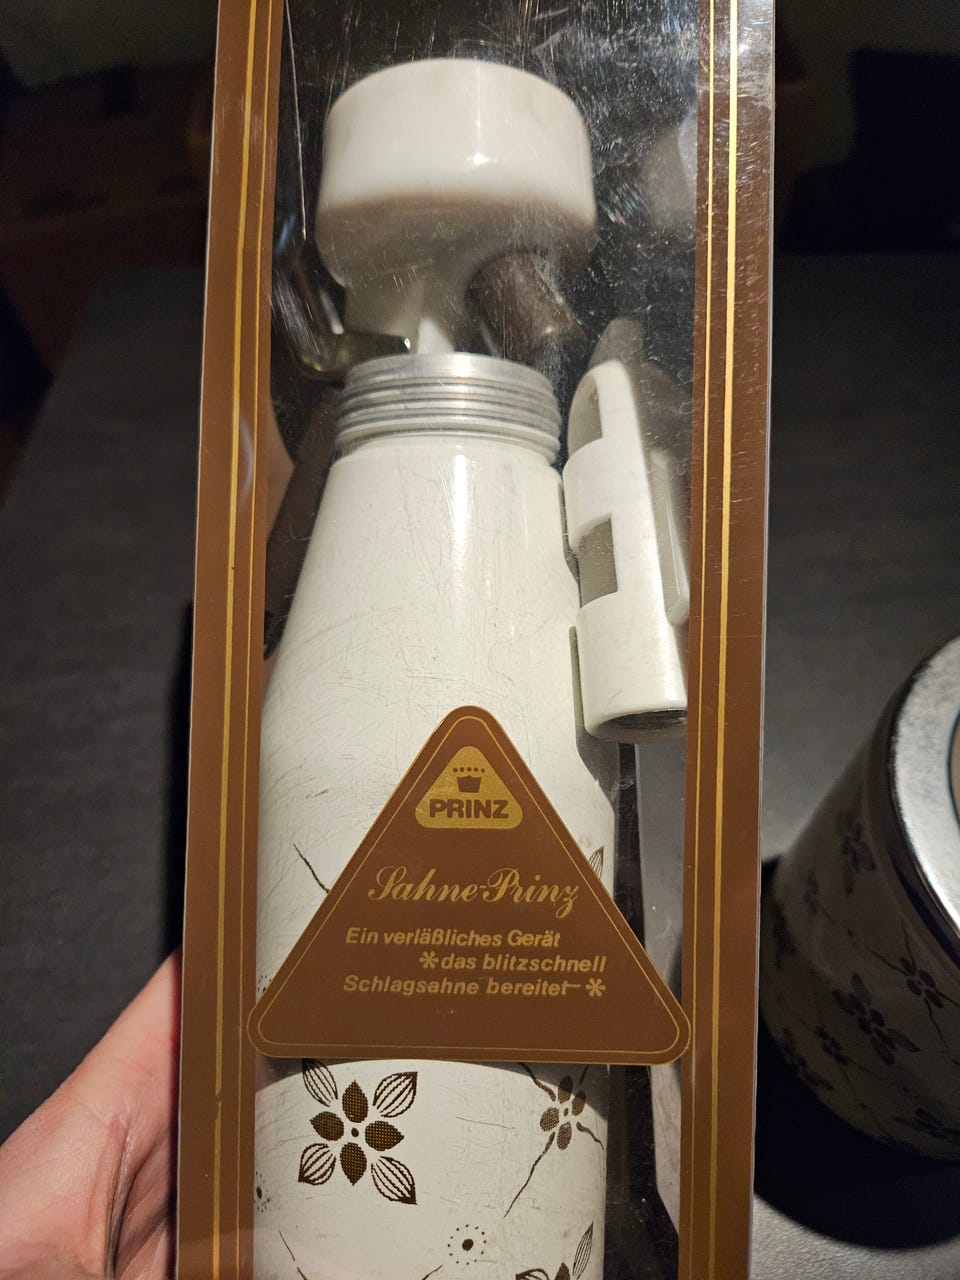 PRINZ
Sahne-Prinz
Ein verläßliches Gerät
*das blitzschnell
Schlagsahne bereitet-*